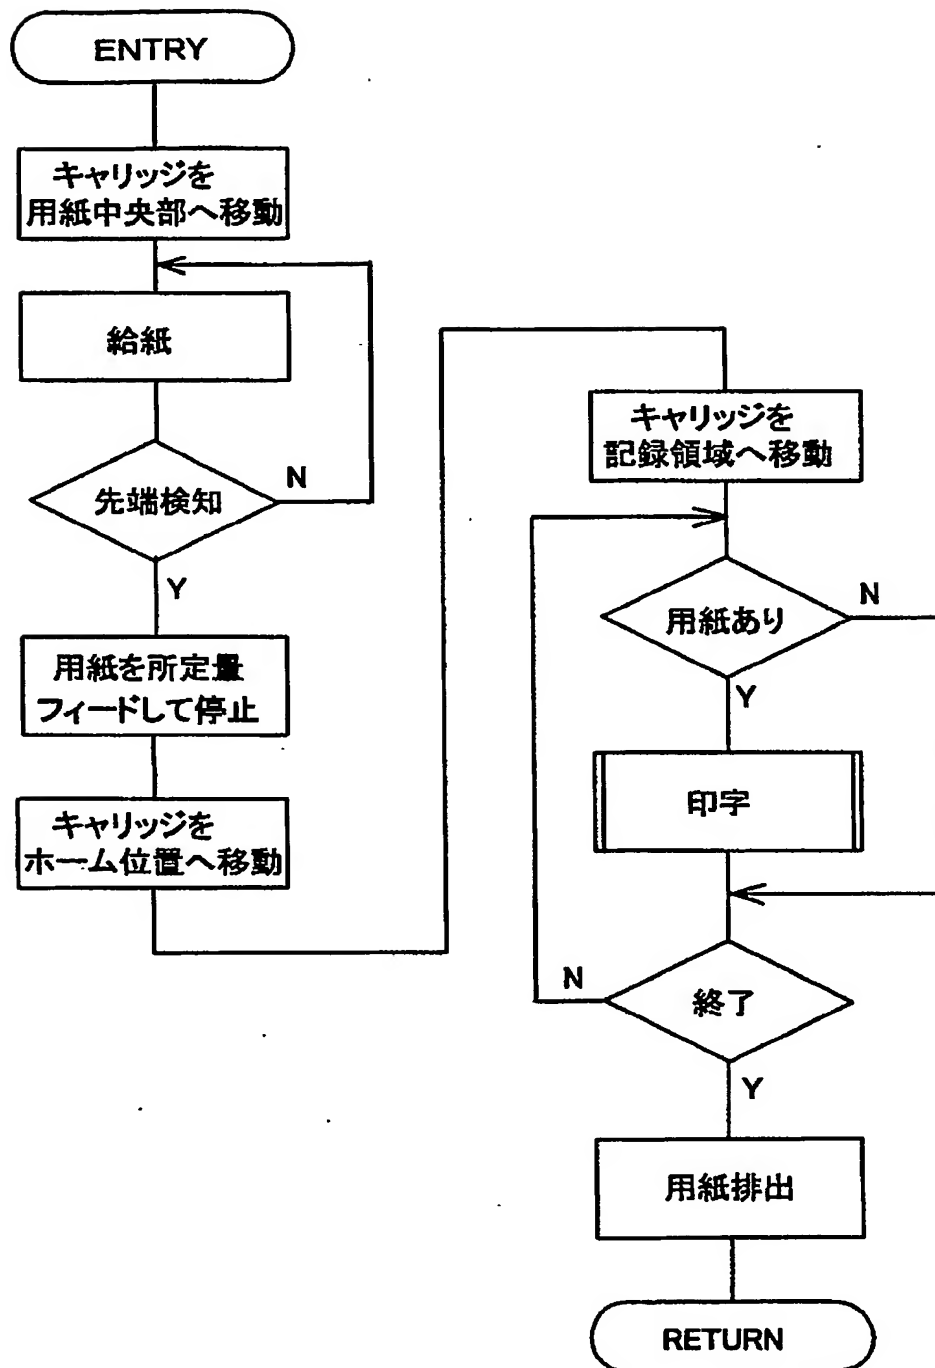 ENTRY
キャリッジを
用紙中央部へ移動
給紙
先端検知
N
Y
用紙を所定量
フィードして停止
キャリッジを
ホーム位置へ移動
キャリッジを
記録領域へ移動
用紙あり
N
Y
印字
終了
N
Y
用紙排出
RETURN